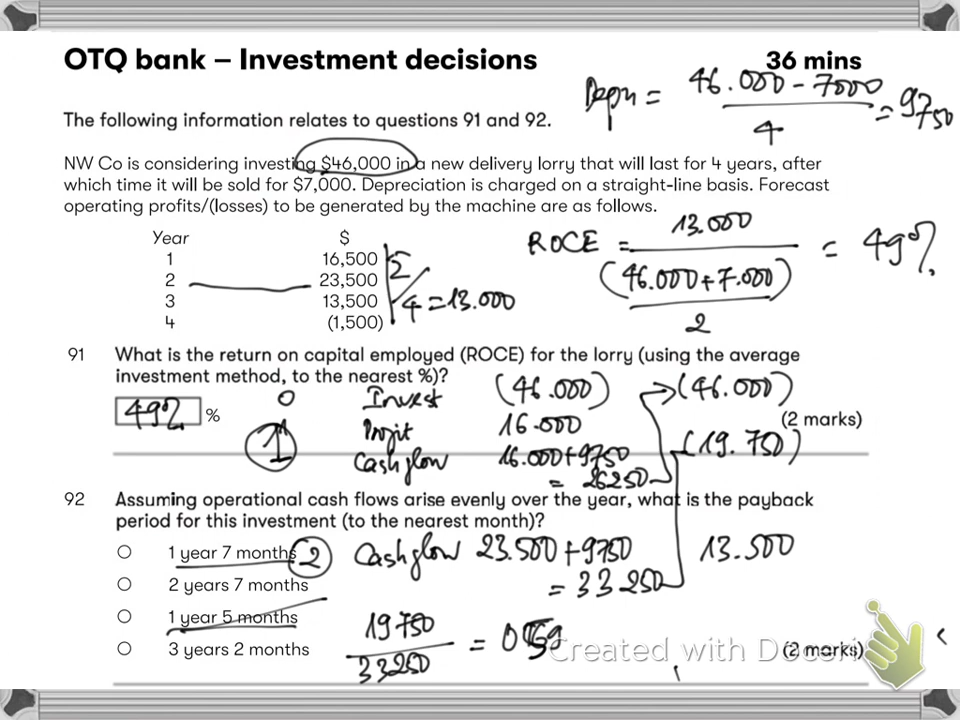 OTQ bank – Investment decisions 36 mins
Depn = 46.000 - 7000 / 4 = 9750
The following information relates to questions 91 and 92.
NW Co is considering investing $46,000 in a new delivery lorry that will last for 4 years, after
which time it will be sold for $7,000. Depreciation is charged on a straight-line basis. Forecast
operating profits/(losses) to be generated by the machine are as follows.
Year $
1 16,500
2 23,500
3 13,500
4 (1,500)
Σ / 4 = 13.000
ROCE = 13.000 / (46.000 + 7.000) / 2 = 49%
91 What is the return on capital employed (ROCE) for the lorry (using the average
investment method, to the nearest %)?
49% %
(2 marks)
0 Invest (46.000) (46.000)
1 Profit 16.000
Cash flow 16.000 + 9750 (19.750)
= 26250
92 Assuming operational cash flows arise evenly over the year, what is the payback
period for this investment (to the nearest month)?
1 year 7 months
2 Cash flow 23.500 + 9750 13.500
2 years 7 months
= 33250
1 year 5 months
3 years 2 months
(2 marks)
19750 / 33250 = 0.59
Created with Doceri